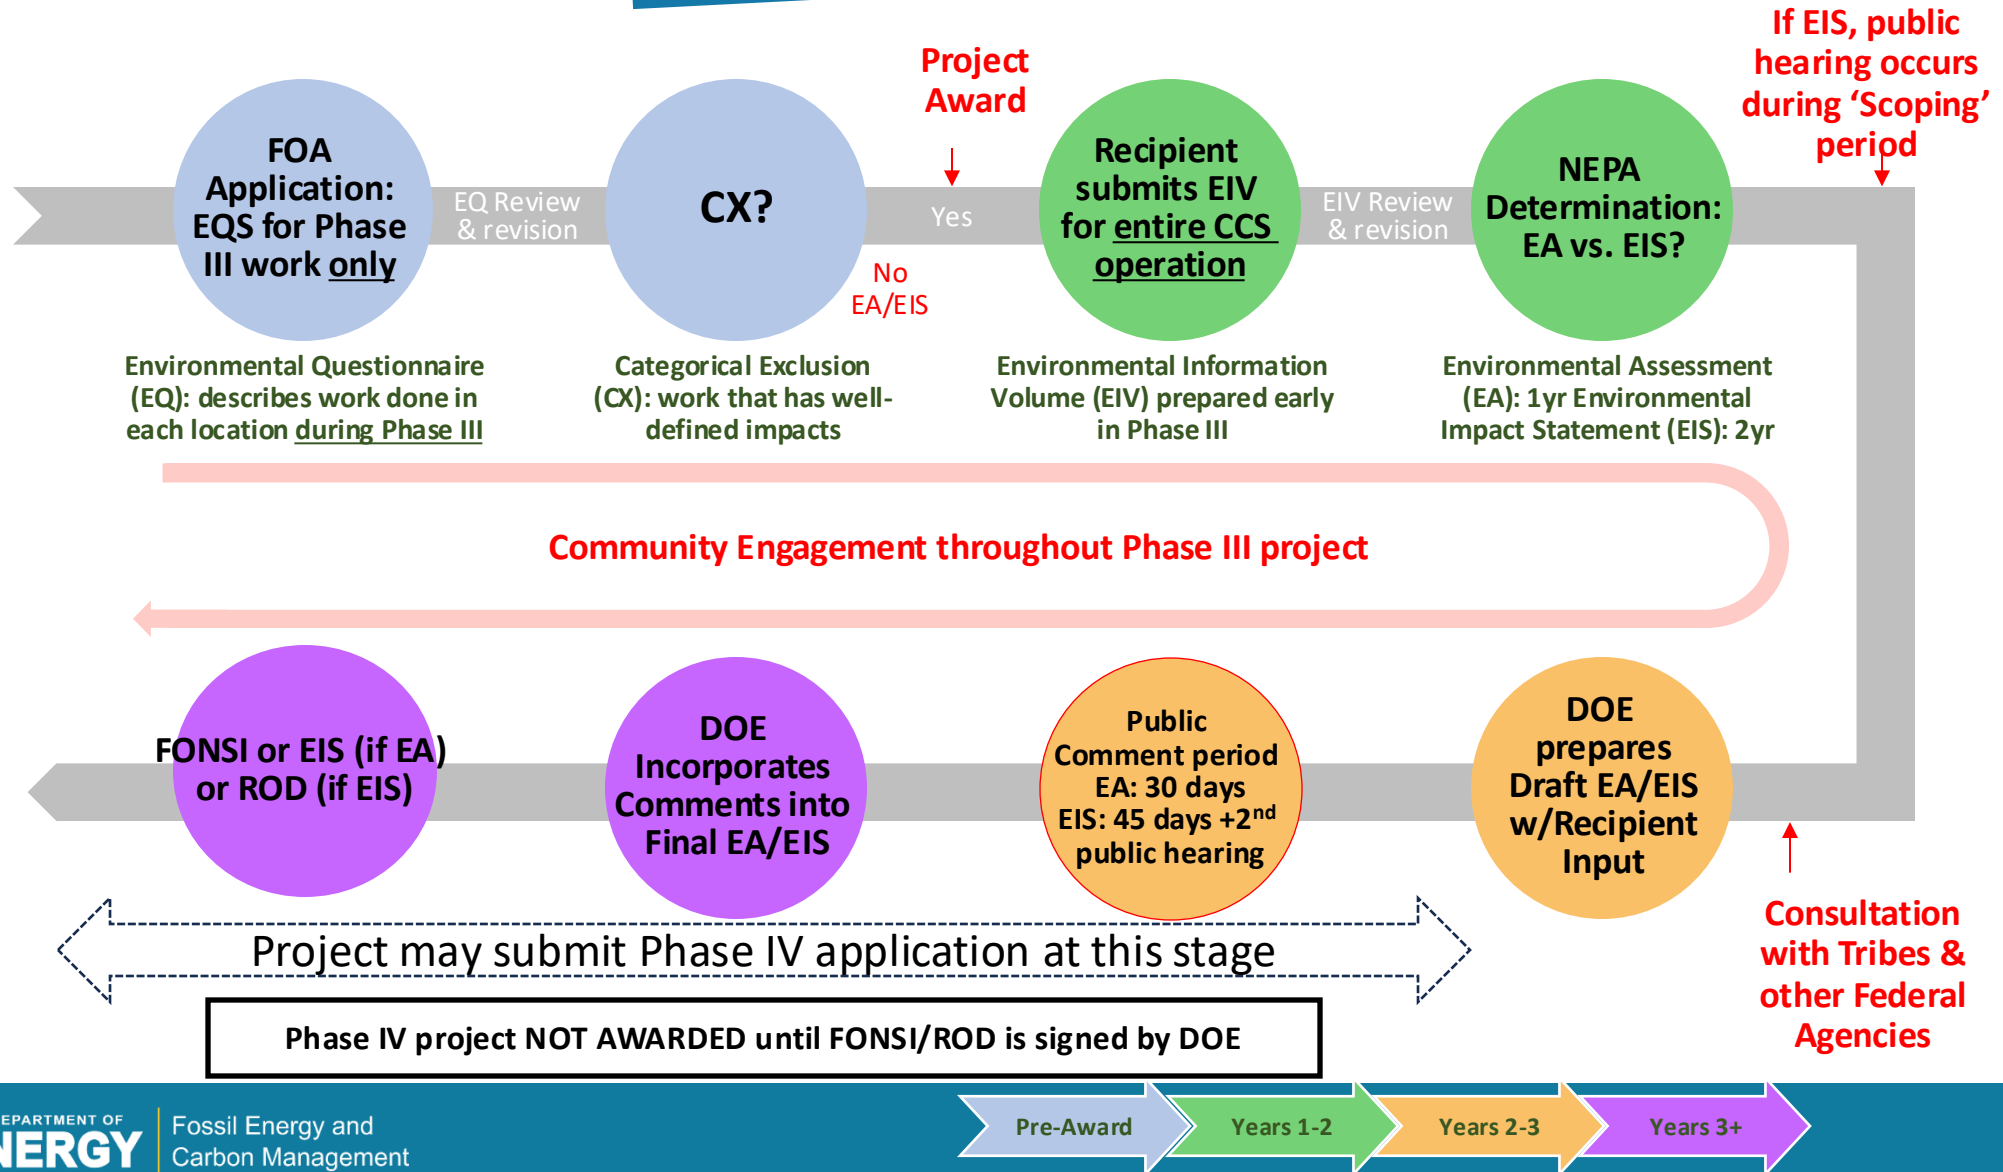 If EIS, public
hearing occurs
during ‘Scoping’
period
Project
Award
FOA
Application:
EQS for Phase
III work only
EQ Review
& revision
CX?
Yes
No
EA/EIS
Recipient
submits EIV
for entire CCS
operation
EIV Review
& revision
NEPA
Determination:
EA vs. EIS?
Environmental Questionnaire
(EQ): describes work done in
each location during Phase III
Categorical Exclusion
(CX): work that has well-
defined impacts
Environmental Information
Volume (EIV) prepared early
in Phase III
Environmental Assessment
(EA): 1yr Environmental
Impact Statement (EIS): 2yr
Community Engagement throughout Phase III project
FONSI or EIS (if EA)
or ROD (if EIS)
DOE
Incorporates
Comments into
Final EA/EIS
Public
Comment period
EA: 30 days
EIS: 45 days +2nd
public hearing
DOE
prepares
Draft EA/EIS
w/Recipient
Input
Consultation
with Tribes &
other Federal
Agencies
Project may submit Phase IV application at this stage
Phase IV project NOT AWARDED until FONSI/ROD is signed by DOE
EPARTMENT OF
NERGY
Fossil Energy and
Carbon Management
Pre-Award
Years 1-2
Years 2-3
Years 3+